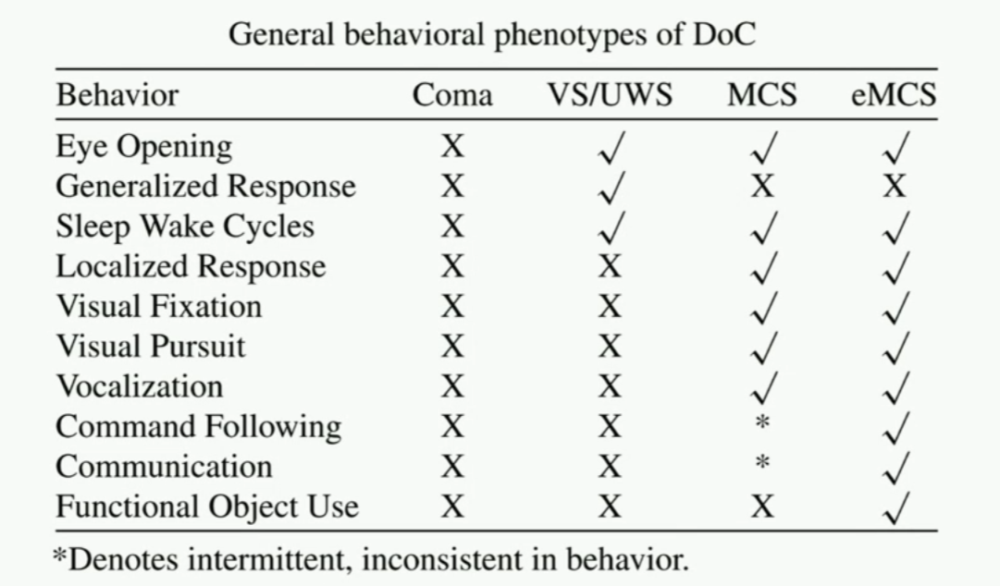 General behavioral phenotypes of DoC
Behavior Coma VS/UWS MCS eMCS
Eye Opening X √ √ √
Generalized Response X √ X X
Sleep Wake Cycles X √ √ √
Localized Response X X √ √
Visual Fixation X X √ √
Visual Pursuit X X √ √
Vocalization X X √ √
Command Following X X * √
Communication X X * √
Functional Object Use X X X √
*Denotes intermittent, inconsistent in behavior.